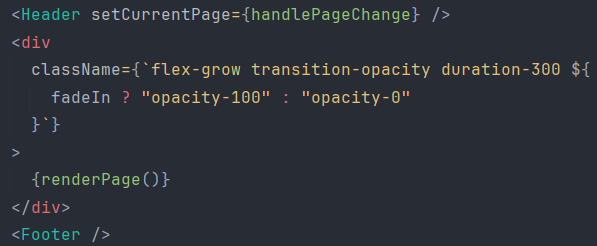 <Header setCurrentPage={handlePageChange} />
<div
className={`flex-grow transition-opacity duration-300 ${
fadeIn ? "opacity-100" : "opacity-0"
}`}
>
{renderPage()}
</div>
<Footer />